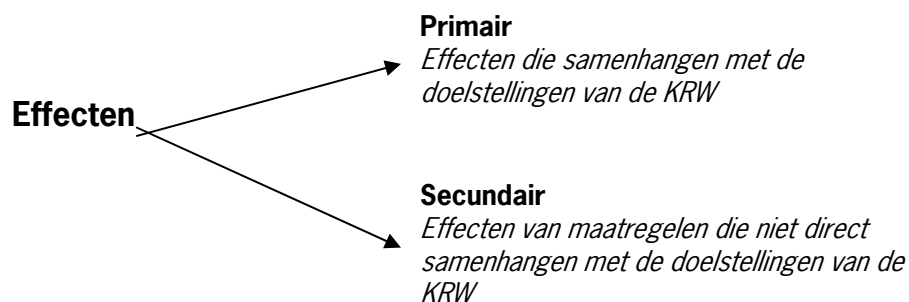 Primair
Effecten die samenhangen met de
doelstellingen van de KRW
Effecten
Secundair
Effecten van maatregelen die niet direct
samenhangen met de doelstellingen van de
KRW